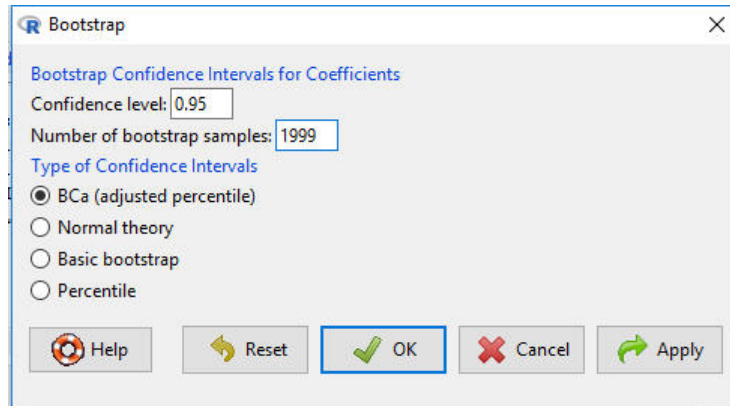 Bootstrap
Bootstrap Confidence Intervals for Coefficients
Confidence level: 0.95
Number of bootstrap samples: 1999
Type of Confidence Intervals
BCa (adjusted percentile)
Normal theory
Basic bootstrap
Percentile
Help Reset OK Cancel Apply